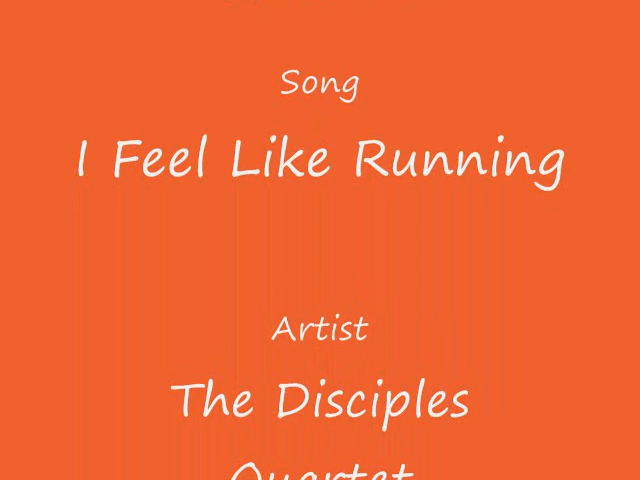 Song
I Feel Like Running
Artist
The Disciples
Quartet